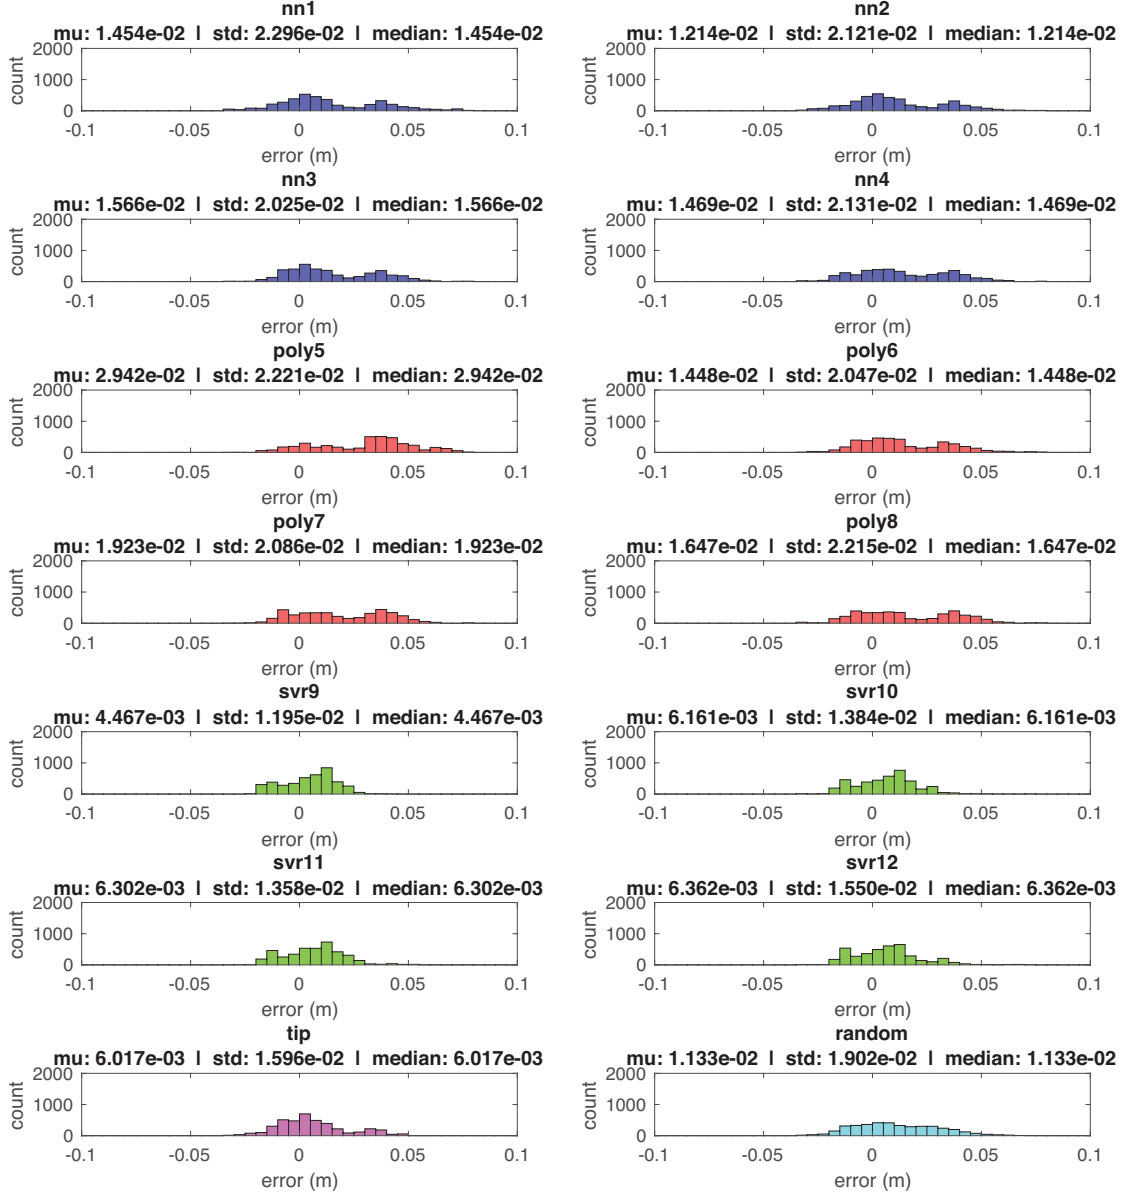 nn1
mu: 1.454e-02 | std: 2.296e-02 | median: 1.454e-02
2000
1000
0
count
-0.1 -0.05 0 0.05 0.1
error (m)
nn2
mu: 1.214e-02 | std: 2.121e-02 | median: 1.214e-02
2000
1000
0
count
-0.1 -0.05 0 0.05 0.1
error (m)
nn3
mu: 1.566e-02 | std: 2.025e-02 | median: 1.566e-02
2000
1000
0
count
-0.1 -0.05 0 0.05 0.1
error (m)
nn4
mu: 1.469e-02 | std: 2.131e-02 | median: 1.469e-02
2000
1000
0
count
-0.1 -0.05 0 0.05 0.1
error (m)
poly5
mu: 2.942e-02 | std: 2.221e-02 | median: 2.942e-02
2000
1000
0
count
-0.1 -0.05 0 0.05 0.1
error (m)
poly6
mu: 1.448e-02 | std: 2.047e-02 | median: 1.448e-02
2000
1000
0
count
-0.1 -0.05 0 0.05 0.1
error (m)
poly7
mu: 1.923e-02 | std: 2.086e-02 | median: 1.923e-02
2000
1000
0
count
-0.1 -0.05 0 0.05 0.1
error (m)
poly8
mu: 1.647e-02 | std: 2.215e-02 | median: 1.647e-02
2000
1000
0
count
-0.1 -0.05 0 0.05 0.1
error (m)
svr9
mu: 4.467e-03 | std: 1.195e-02 | median: 4.467e-03
2000
1000
0
count
-0.1 -0.05 0 0.05 0.1
error (m)
svr10
mu: 6.161e-03 | std: 1.384e-02 | median: 6.161e-03
2000
1000
0
count
-0.1 -0.05 0 0.05 0.1
error (m)
svr11
mu: 6.302e-03 | std: 1.358e-02 | median: 6.302e-03
2000
1000
0
count
-0.1 -0.05 0 0.05 0.1
error (m)
svr12
mu: 6.362e-03 | std: 1.550e-02 | median: 6.362e-03
2000
1000
0
count
-0.1 -0.05 0 0.05 0.1
error (m)
tip
mu: 6.017e-03 | std: 1.596e-02 | median: 6.017e-03
2000
1000
0
count
-0.1 -0.05 0 0.05 0.1
error (m)
random
mu: 1.133e-02 | std: 1.902e-02 | median: 1.133e-02
2000
1000
0
count
-0.1 -0.05 0 0.05 0.1
error (m)